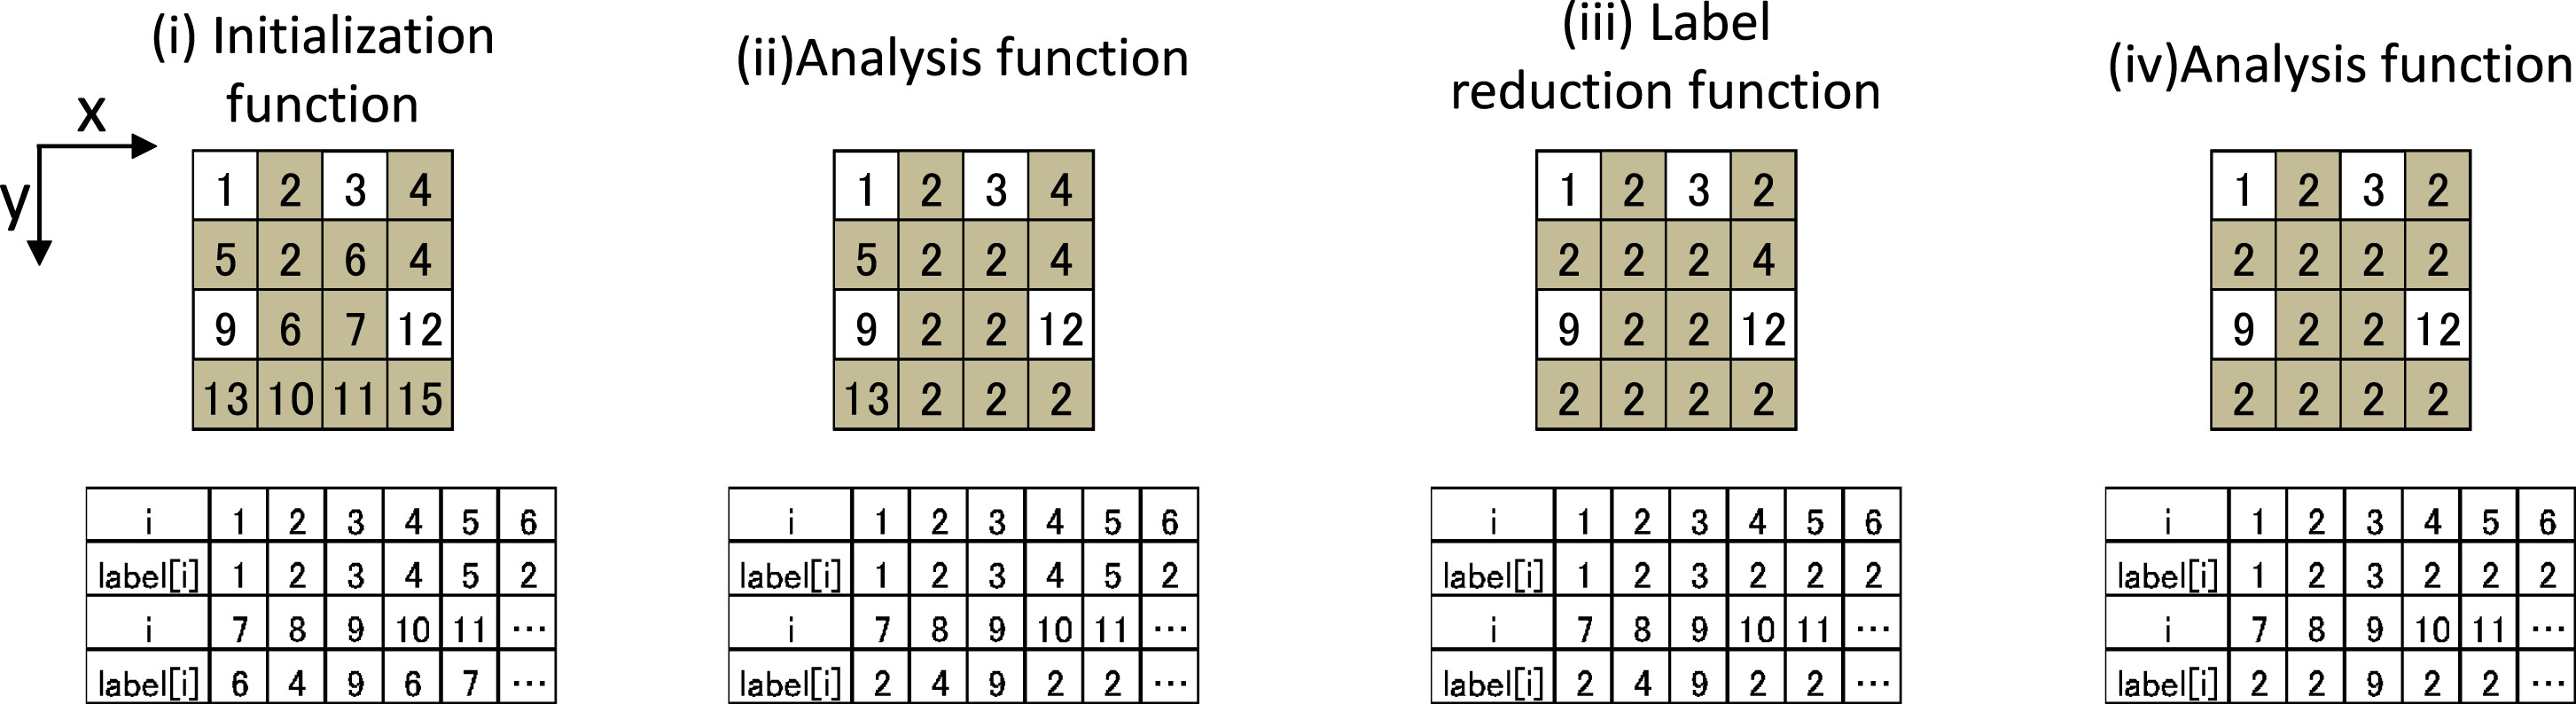 (i) Initialization
function
x
y
1 2 3 4
5 2 6 4
9 6 7 12
13 10 11 15
i 1 2 3 4 5 6
label[i] 1 2 3 4 5 2
i 7 8 9 10 11 …
label[i] 6 4 9 6 7 …
(ii)Analysis function
1 2 3 4
5 2 2 4
9 2 2 12
13 2 2 2
i 1 2 3 4 5 6
label[i] 1 2 3 4 5 2
i 7 8 9 10 11 …
label[i] 2 4 9 2 2 …
(iii) Label
reduction function
1 2 3 2
2 2 2 4
9 2 2 12
2 2 2 2
i 1 2 3 4 5 6
label[i] 1 2 3 2 2 2
i 7 8 9 10 11 …
label[i] 2 4 9 2 2 …
(iv)Analysis function
1 2 3 2
2 2 2 2
9 2 2 12
2 2 2 2
i 1 2 3 4 5 6
label[i] 1 2 3 2 2 2
i 7 8 9 10 11 …
label[i] 2 2 9 2 2 …